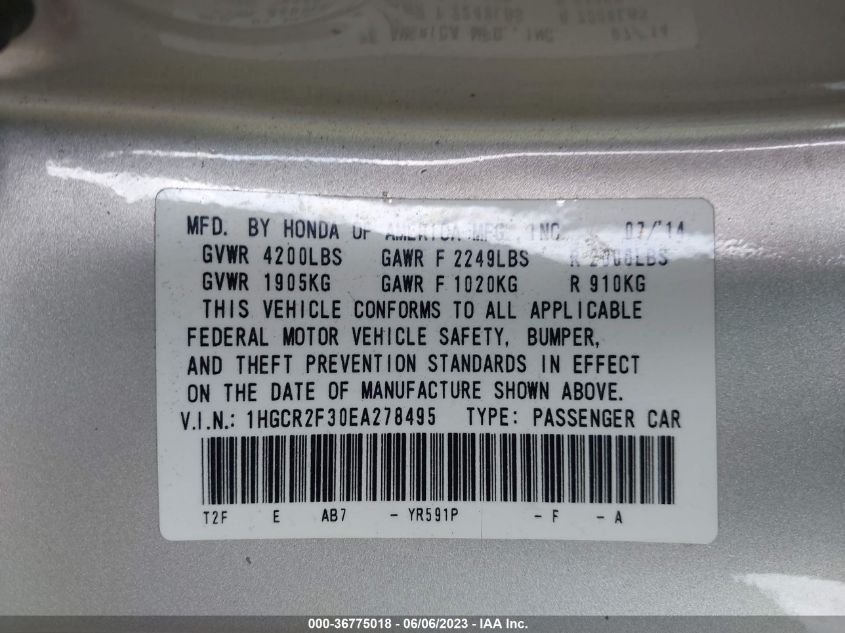 MFD. BY HONDA OF AMERICA MFG., INC. 07/14
GVWR 4200LBS GAWR F 2249LBS R LBS
GVWR 1905KG GAWR F 1020KG R 910KG
THIS VEHICLE CONFORMS TO ALL APPLICABLE
FEDERAL MOTOR VEHICLE SAFETY, BUMPER,
AND THEFT PREVENTION STANDARDS IN EFFECT
ON THE DATE OF MANUFACTURE SHOWN ABOVE.
V.I.N.: 1HGCR2F30EA278495 TYPE: PASSENGER CAR
T2F E AB7 - YR591P - F - A
000-36775018 - 06/06/2023 - IAA Inc.